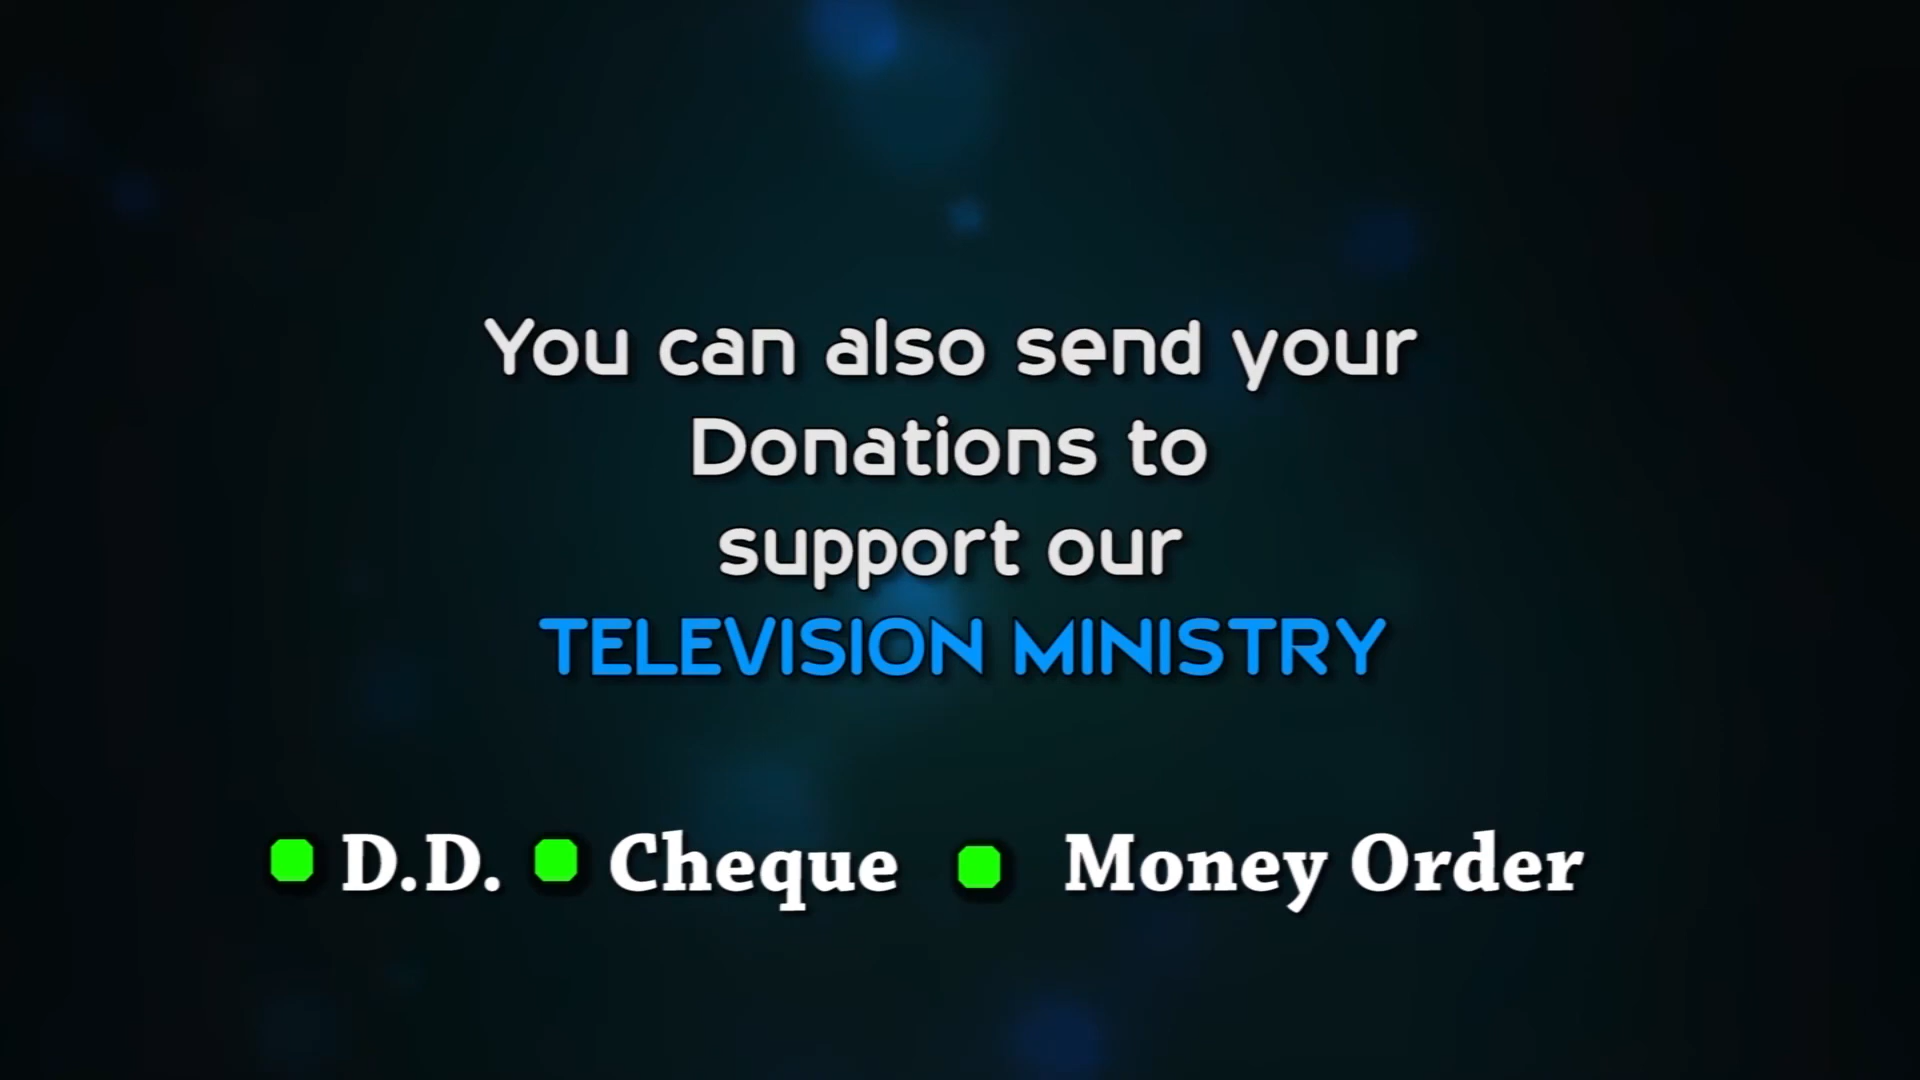 You can also send your
Donations to
support our
TELEVISION MINISTRY
D.D. Cheque Money Order